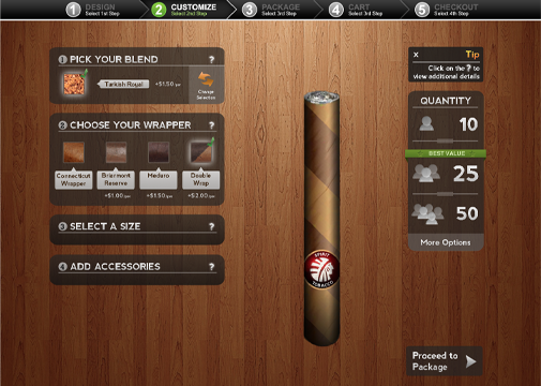 1 DESIGN
Select 1st Step
2 CUSTOMIZE
Select 2nd Step
3 PACKAGE
Select 3rd Step
4 CART
Select 3rd Step
5 CHECKOUT
Select 4th Step
1 PICK YOUR BLEND ?
Turkish Royal +$1.50 /per
Change
Selection
2 CHOOSE YOUR WRAPPER ?
Connecticut
Wrapper
Briarmont
Reserve
+$1.00 /per
Maduro
+$1.50 /per
Double
Wrap
+$2.00 /per
3 SELECT A SIZE ?
4 ADD ACCESSORIES ?
SPIRIT
TOBACCO
x Tip
Click on the ? to
view additional details
QUANTITY
10
BEST VALUE
25
50
More Options
Proceed to
Package